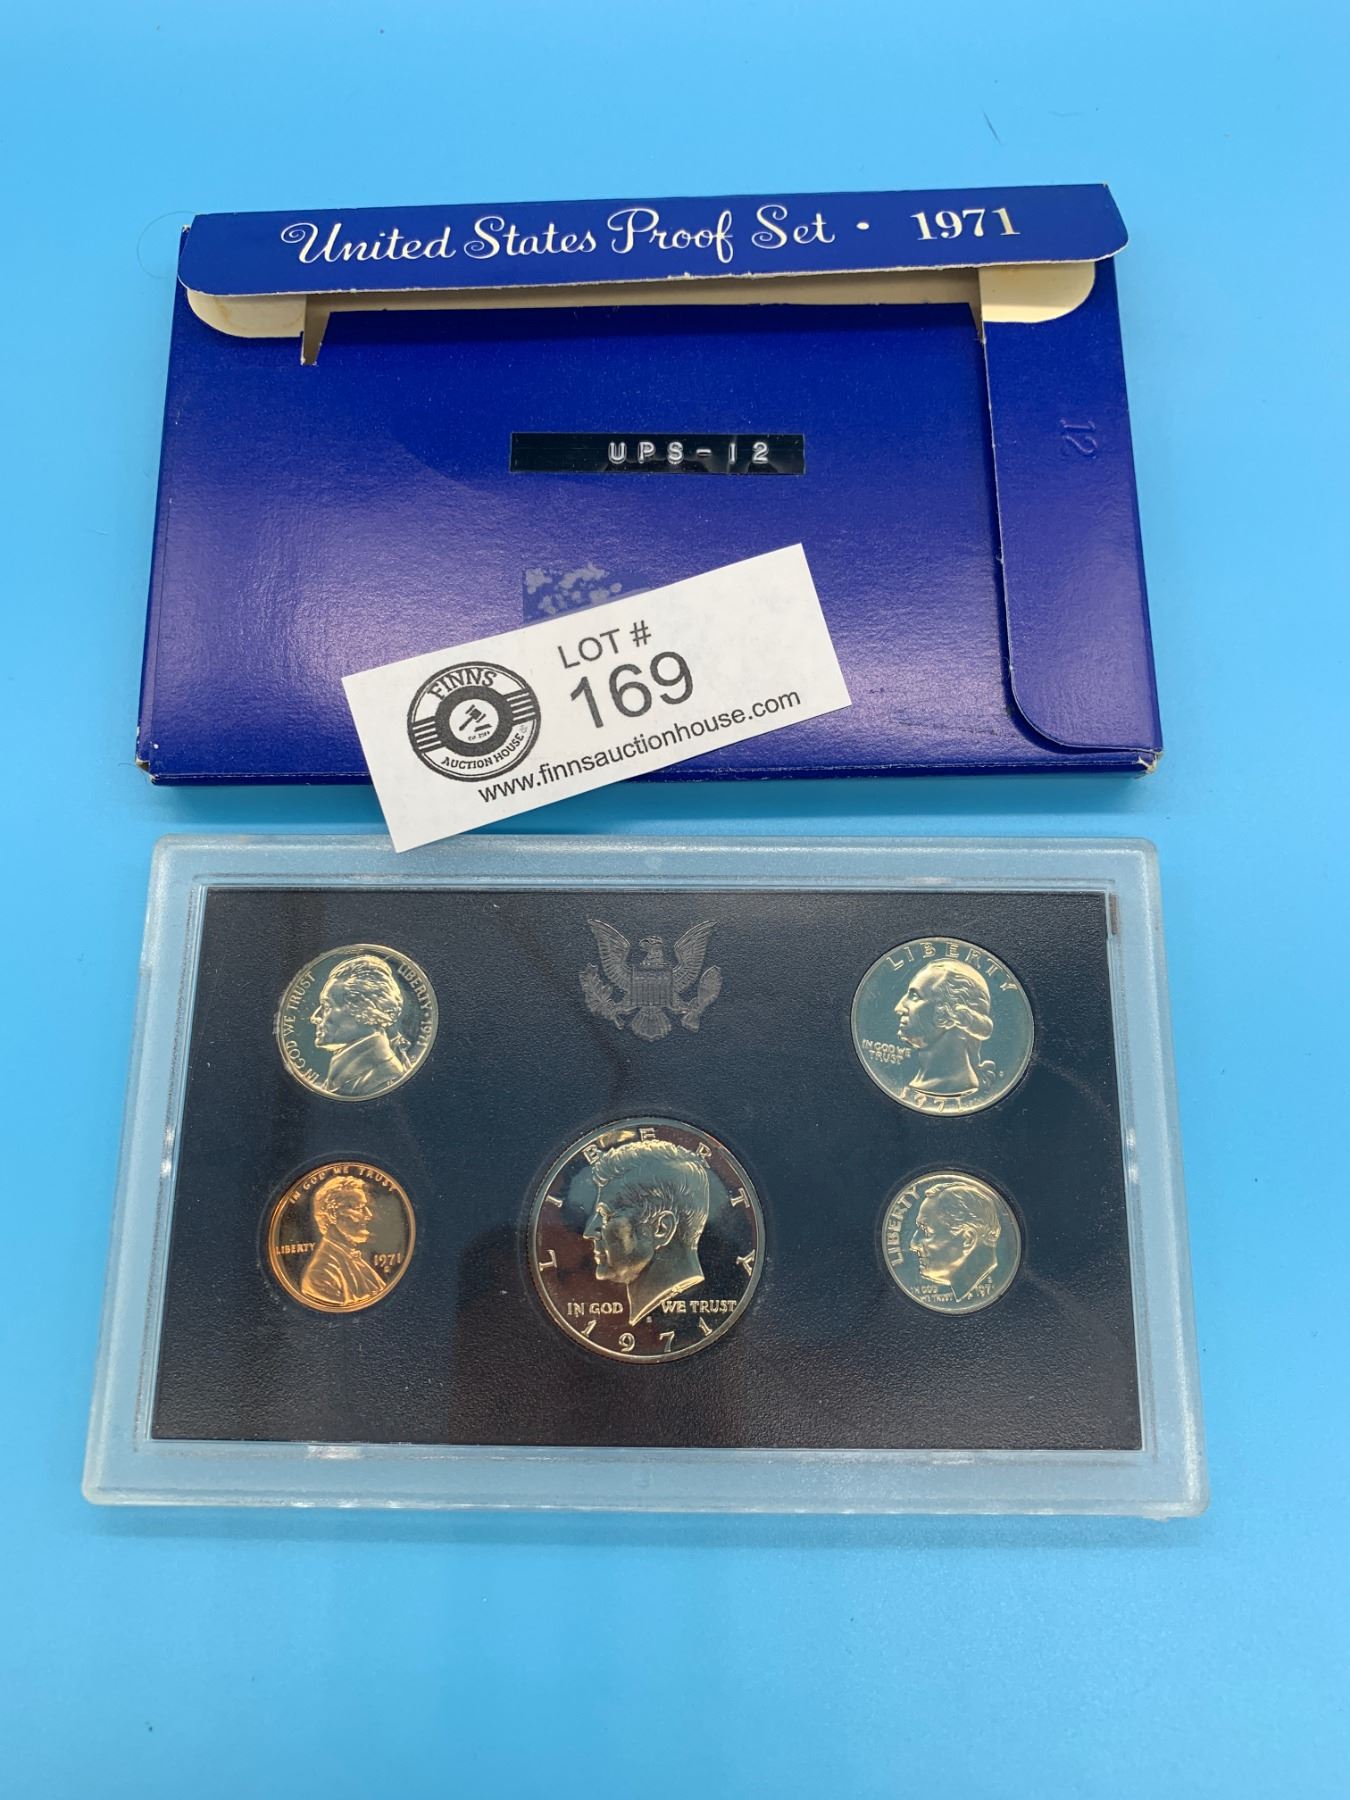 United States Proof Set · 1971
12
UPS-12
LOT #
169
FINNS
AUCTION HOUSE
www.finnsauctionhouse.com
IN GOD WE TRUST
LIBERTY · 1971
LIBERTY
IN GOD WE
TRUST
1971
IN GOD WE TRUST
LIBERTY
1971
S
LIBERTY
IN GOD WE TRUST
S
1971
LIBERTY
IN GOD
WE TRUST
S
1971